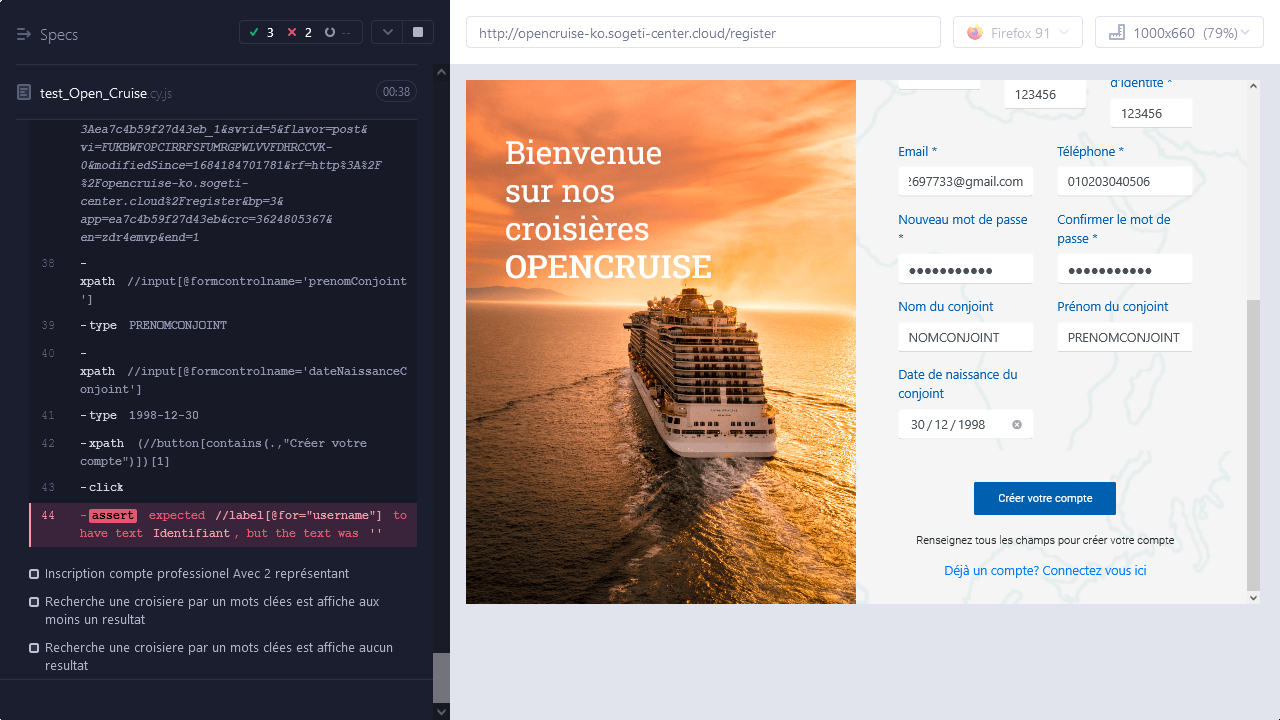 Specs
3
2
--
test_Open_Cruise.cy.js
00:38
3Aea7c4b59f27d43eb_1&svrid=5&flavor=post&
vi=FUKBWFOPCIRRFSFUMRGPWLVVFDHRCCVK-
0&modifiedSince=1684184701781&rf=http%3A%2F
%2Fopencruise-ko.sogeti-
center.cloud%2Fregister&bp=3&
app=ea7c4b59f27d43eb&crc=3624805367&
en=zdr4emvp&end=1
38 -
xpath //input[@formcontrolname='prenomConjoint
']
39 -type PRENOMCONJOINT
40 -
xpath //input[@formcontrolname='dateNaissanceC
onjoint']
41 -type 1998-12-30
42 -xpath (//button[contains(.,"Créer votre
compte")])[1]
43 -click
44 -assert expected //label[@for="username"] to
have text Identifiant, but the text was ''
Inscription compte professionel Avec 2 représentant
Recherche une croisiere par un mots clées est affiche aux
moins un resultat
Recherche une croisiere par un mots clées est affiche aucun
resultat
http://opencruise-ko.sogeti-center.cloud/register
Firefox 91
1000x660 (79%)
Bienvenue
sur nos
croisières
OPENCRUISE
d'identité *
123456
123456
Email *
Téléphone *
2697733@gmail.com
010203040506
Nouveau mot de passe
*
Confirmer le mot de
passe *
●●●●●●●●●●●
●●●●●●●●●●●
Nom du conjoint
Prénom du conjoint
NOMCONJOINT
PRENOMCONJOINT
Date de naissance du
conjoint
30 / 12 / 1998
Créer votre compte
Renseignez tous les champs pour créer votre compte
Déjà un compte? Connectez vous ici